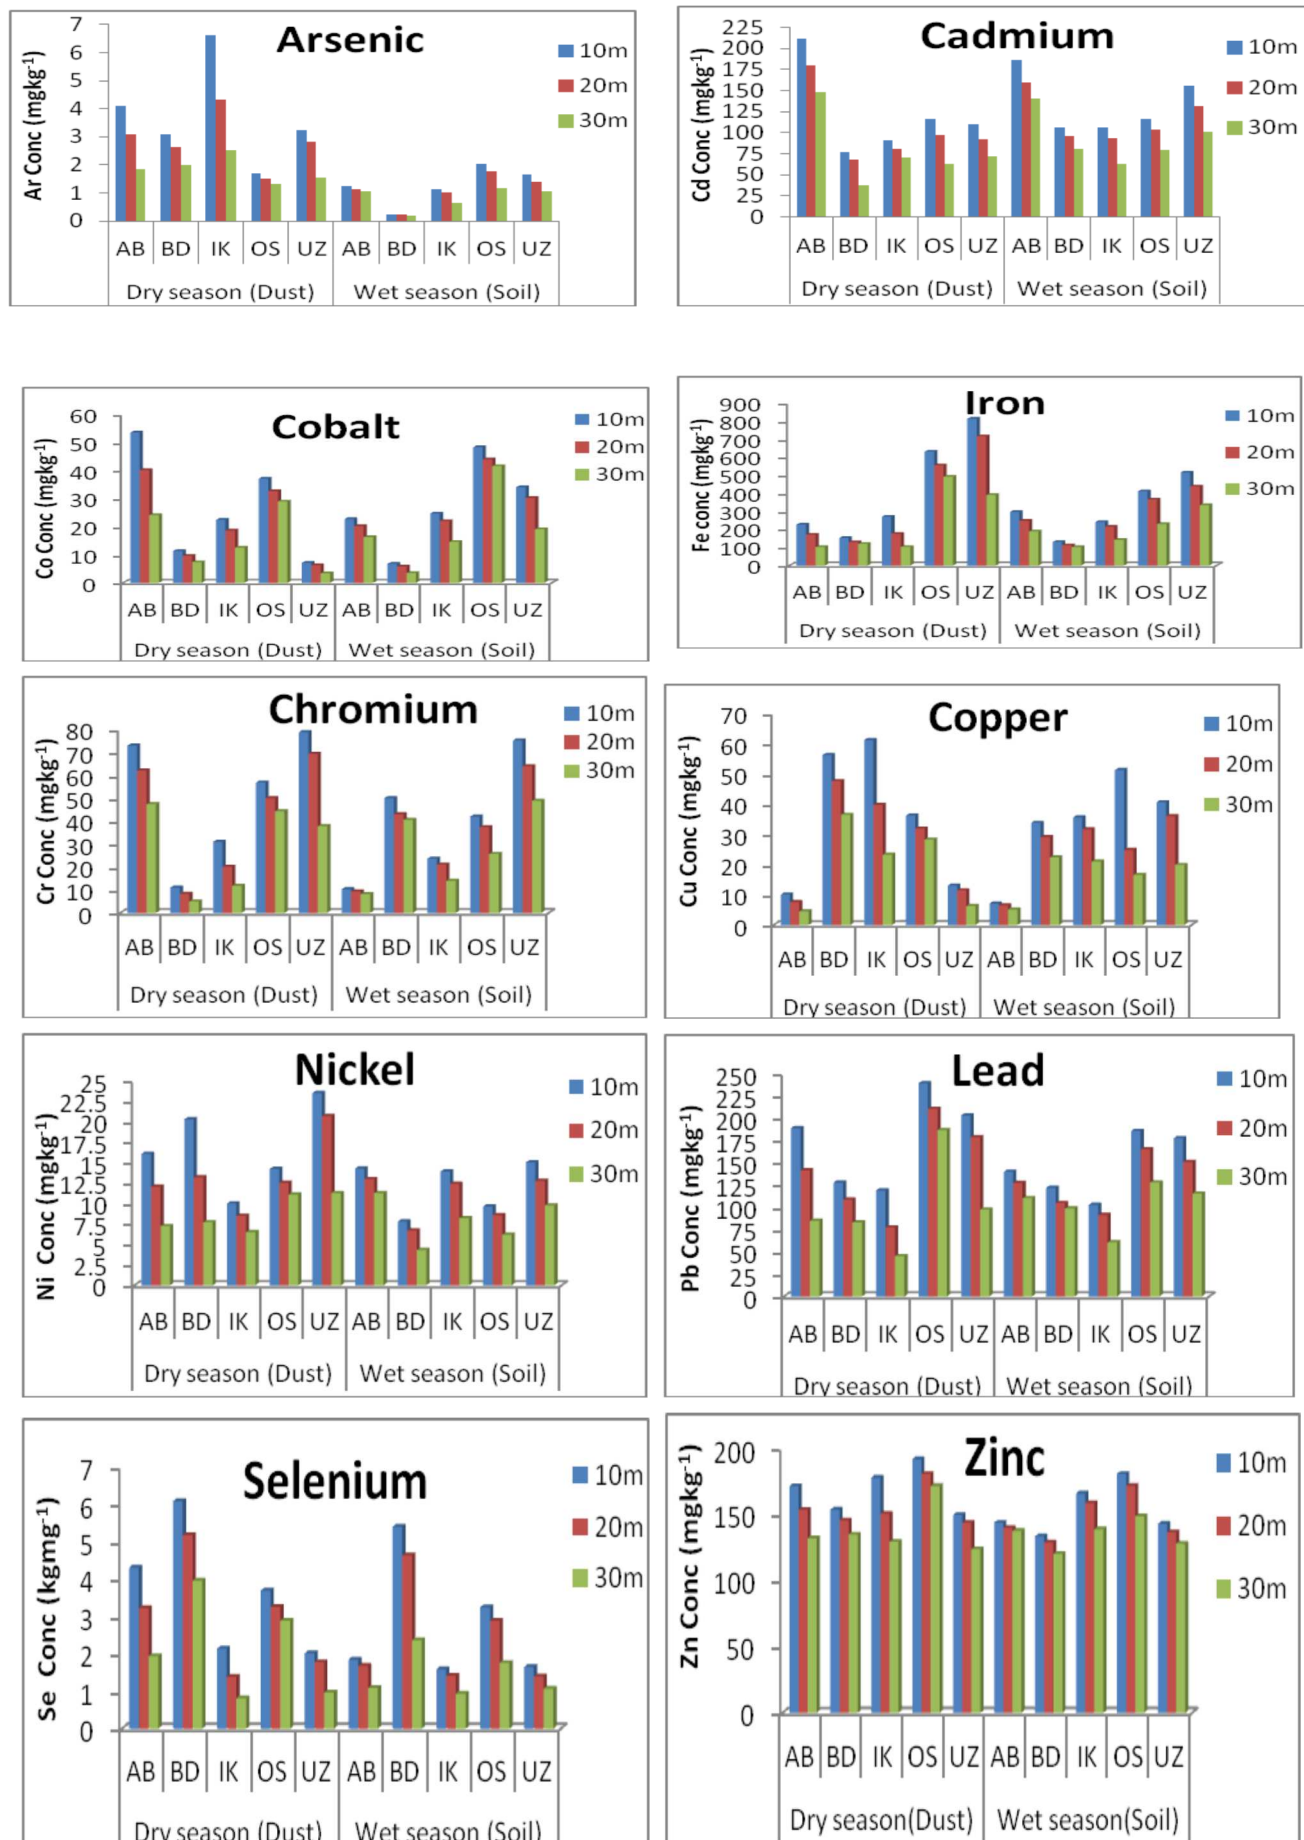 Arsenic
Ar Conc (mgkg-1)
7
6
5
4
3
2
1
0
10m
20m
30m
AB BD IK OS UZ AB BD IK OS UZ
Dry season (Dust) Wet season (Soil)
Cadmium
Cd Conc (mgkg-1)
225
200
175
150
125
100
75
50
25
0
10m
20m
30m
AB BD IK OS UZ AB BD IK OS UZ
Dry season (Dust) Wet season (Soil)
Cobalt
Co Conc (mgkg-1)
60
50
40
30
20
10
0
10m
20m
30m
AB BD IK OS UZ AB BD IK OS UZ
Dry season (Dust) Wet season (Soil)
Iron
Fe conc (mgkg-1)
900
800
700
600
500
400
300
200
100
0
10m
20m
30m
AB BD IK OS UZ AB BD IK OS UZ
Dry season (Dust) Wet season (Soil)
Chromium
Cr Conc (mgkg-1)
80
70
60
50
40
30
20
10
0
10m
20m
30m
AB BD IK OS UZ AB BD IK OS UZ
Dry season (Dust) Wet season (Soil)
Copper
Cu Conc (mgkg-1)
70
60
50
40
30
20
10
0
10m
20m
30m
AB BD IK OS UZ AB BD IK OS UZ
Dry season (Dust) Wet season (Soil)
Nickel
Ni Conc (mgkg-1)
25
22.5
20
17.5
15
12.5
10
7.5
5
2.5
0
10m
20m
30m
AB BD IK OS UZ AB BD IK OS UZ
Dry season (Dust) Wet season (Soil)
Lead
Pb Conc (mgkg-1)
250
225
200
175
150
125
100
75
50
25
0
10m
20m
30m
AB BD IK OS UZ AB BD IK OS UZ
Dry season (Dust) Wet season (Soil)
Selenium
Se Conc (kgmg-1)
7
6
5
4
3
2
1
0
10m
20m
30m
AB BD IK OS UZ AB BD IK OS UZ
Dry season (Dust) Wet season (Soil)
Zinc
Zn Conc (mgkg-1)
200
150
100
50
0
10m
20m
30m
AB BD IK OS UZ AB BD IK OS UZ
Dry season(Dust) Wet season(Soil)